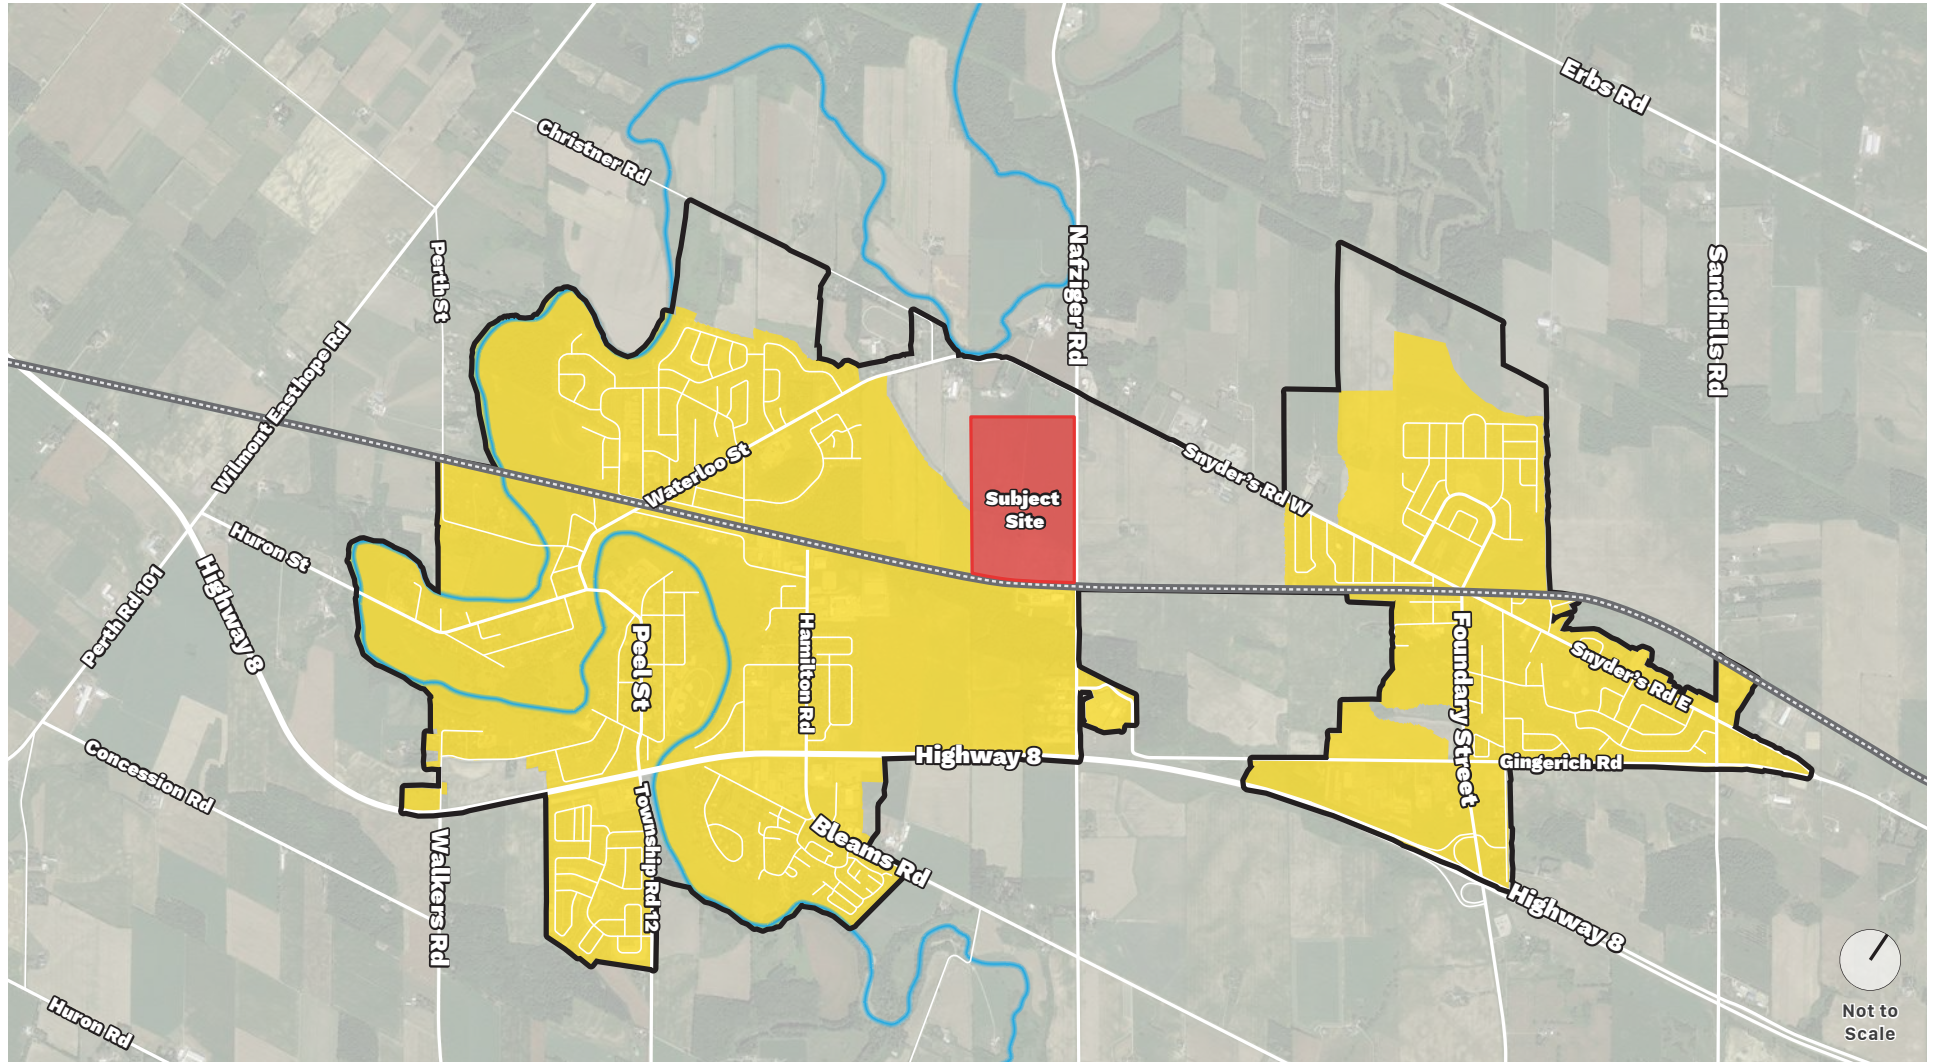 Erbs Rd
Christner Rd
Perth St
Nafziger Rd
Sandhills Rd
Wilmont Easthope Rd
Waterloo St
Snyder's Rd W
Subject
Site
Huron St
Highway 8
Perth Rd 101
Peel St
Hamilton Rd
Foundary Street
Snyder's Rd E
Concession Rd
Highway 8
Gingerich Rd
Township Rd 12
Bleams Rd
Walkers Rd
Highway 8
Huron Rd
Not to
Scale